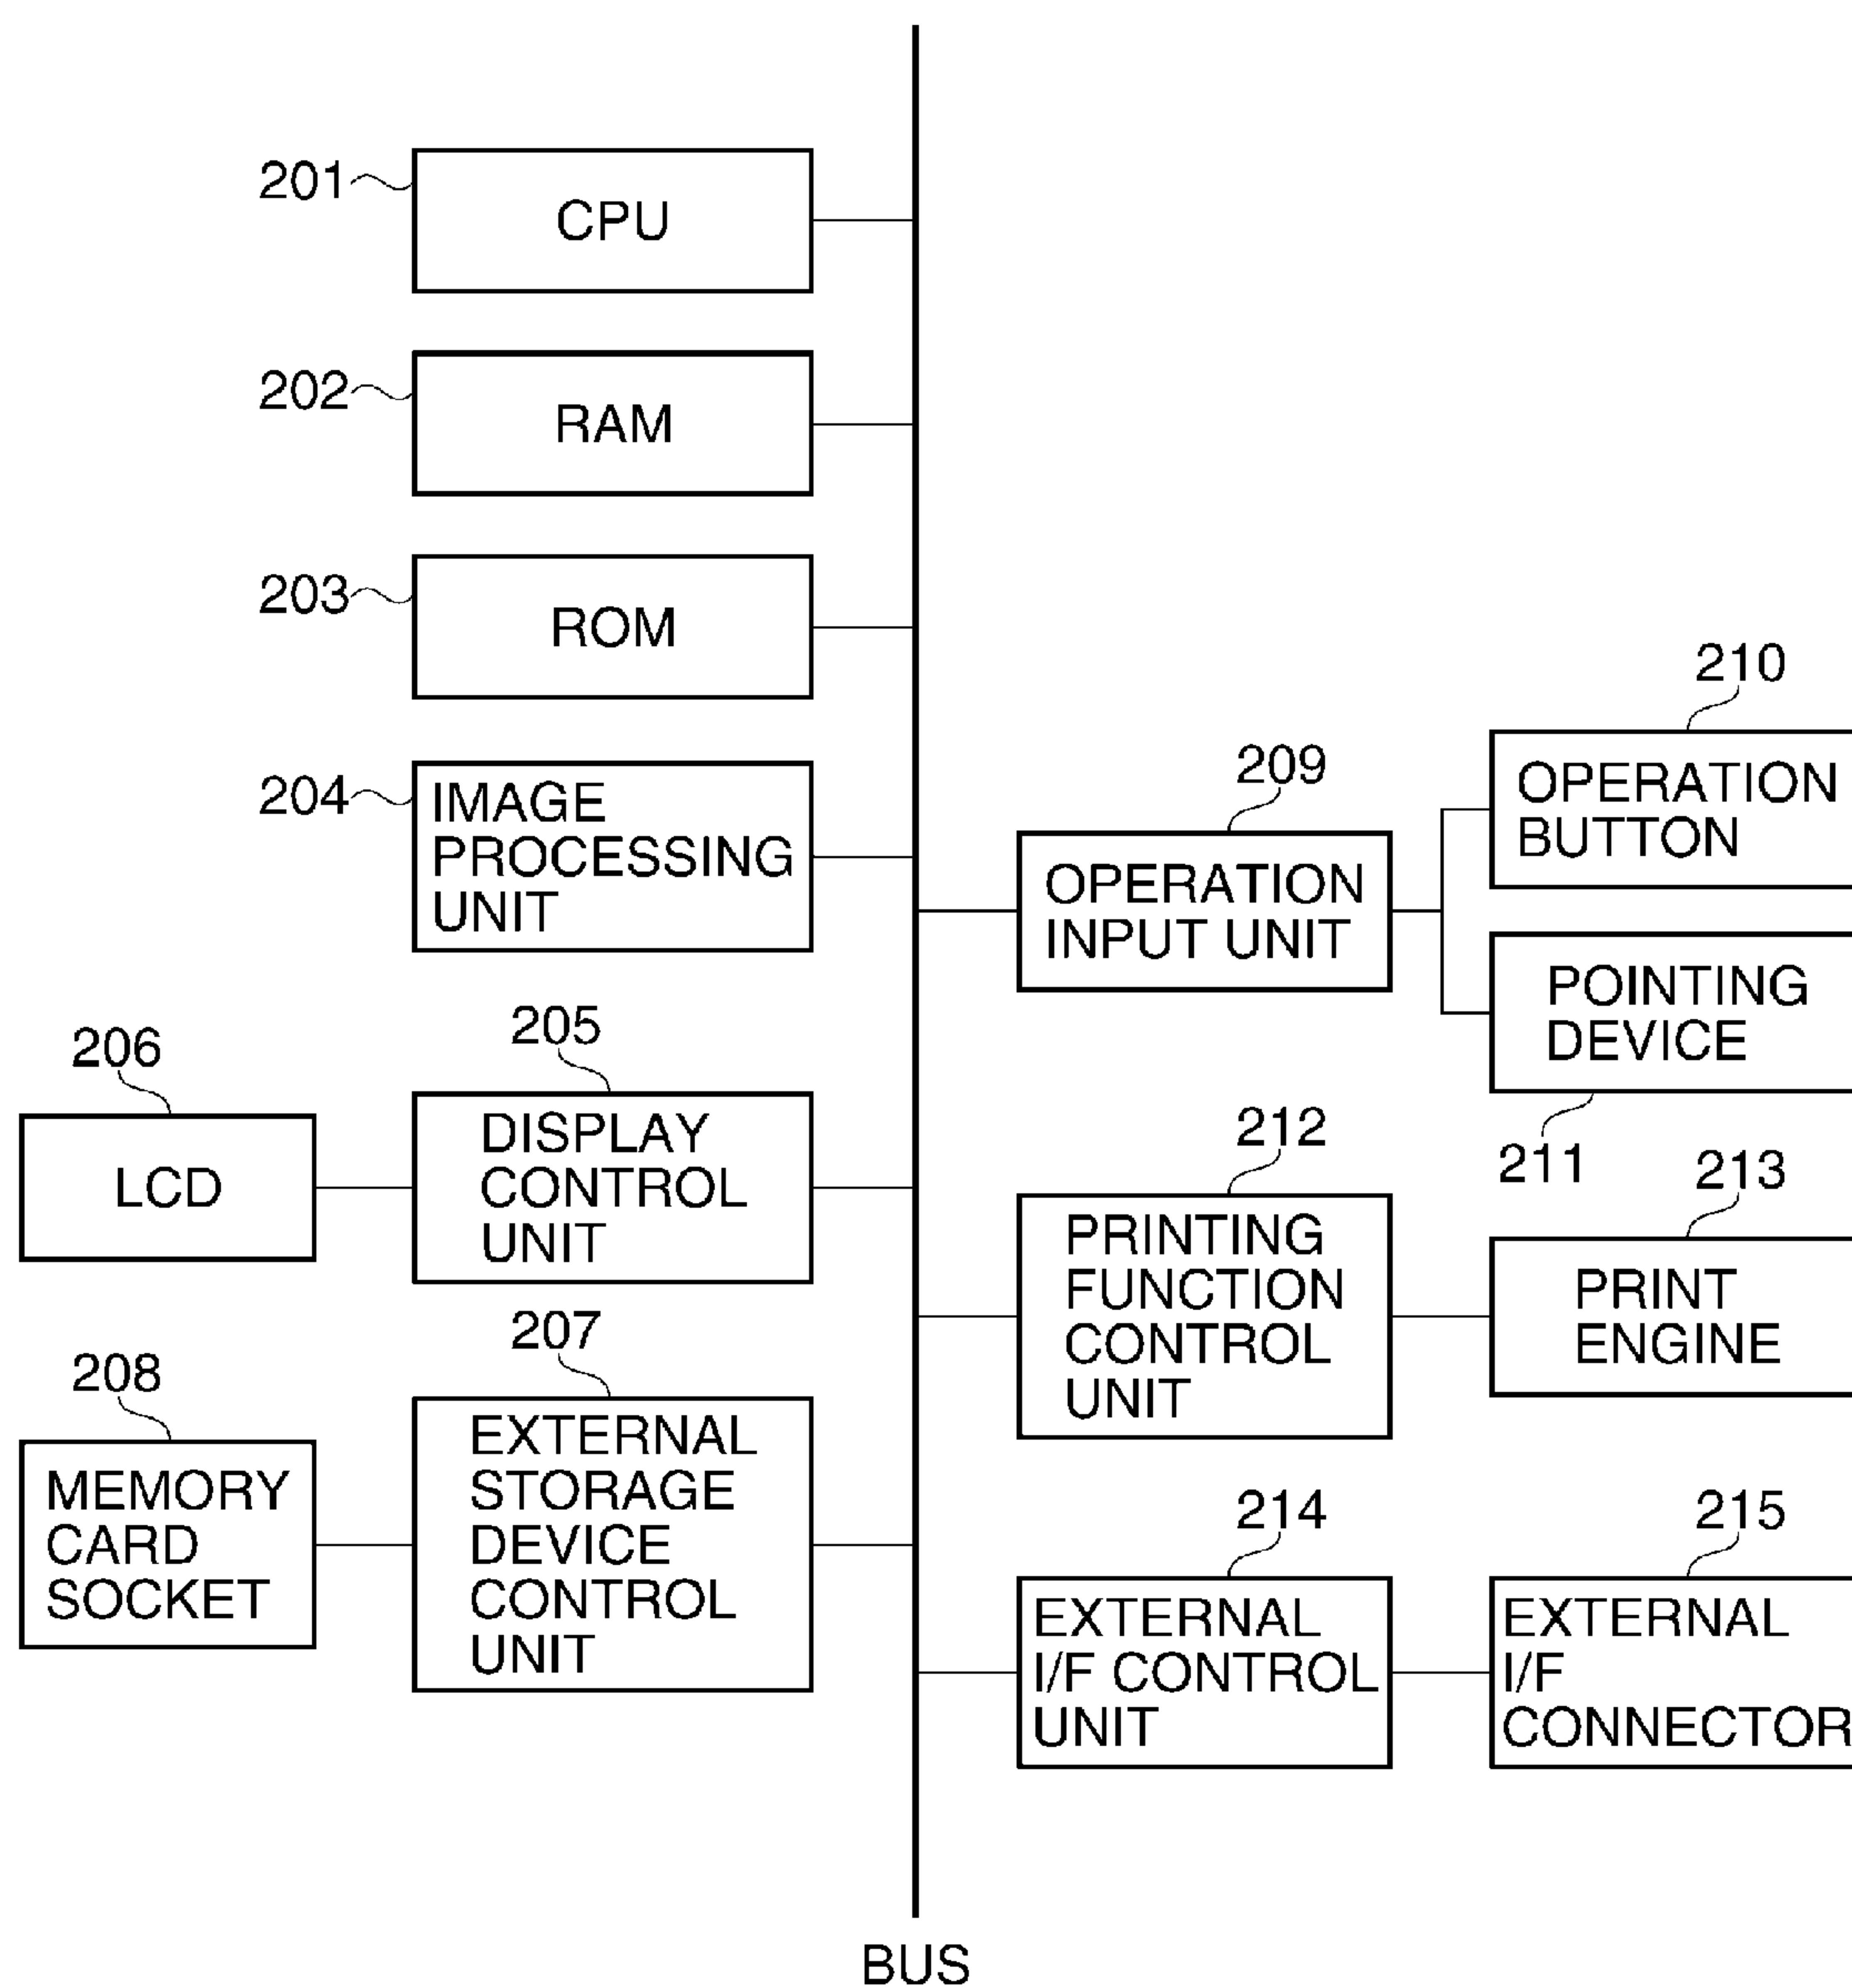 201
CPU
202
RAM
203
ROM
204
IMAGE
PROCESSING
UNIT
205
DISPLAY
CONTROL
UNIT
206
LCD
207
EXTERNAL
STORAGE
DEVICE
CONTROL
UNIT
208
MEMORY
CARD
SOCKET
209
OPERATION
INPUT UNIT
210
OPERATION
BUTTON
POINTING
DEVICE
211
212
PRINTING
FUNCTION
CONTROL
UNIT
213
PRINT
ENGINE
214
EXTERNAL
I/F CONTROL
UNIT
215
EXTERNAL
I/F
CONNECTOR
BUS